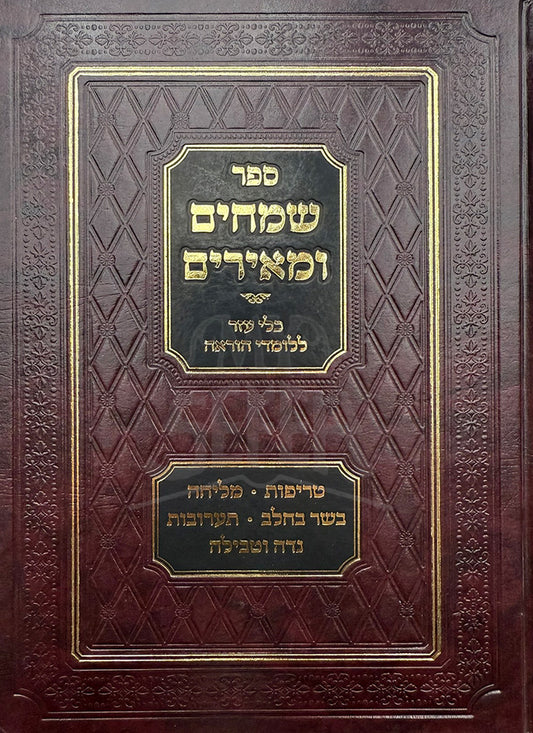 ספר
שמחים
ומאירים
כלי עזר
ללומדי הוראה
טריפות · מליחה
בשר בחלב · תערובות
נדה וטבילה